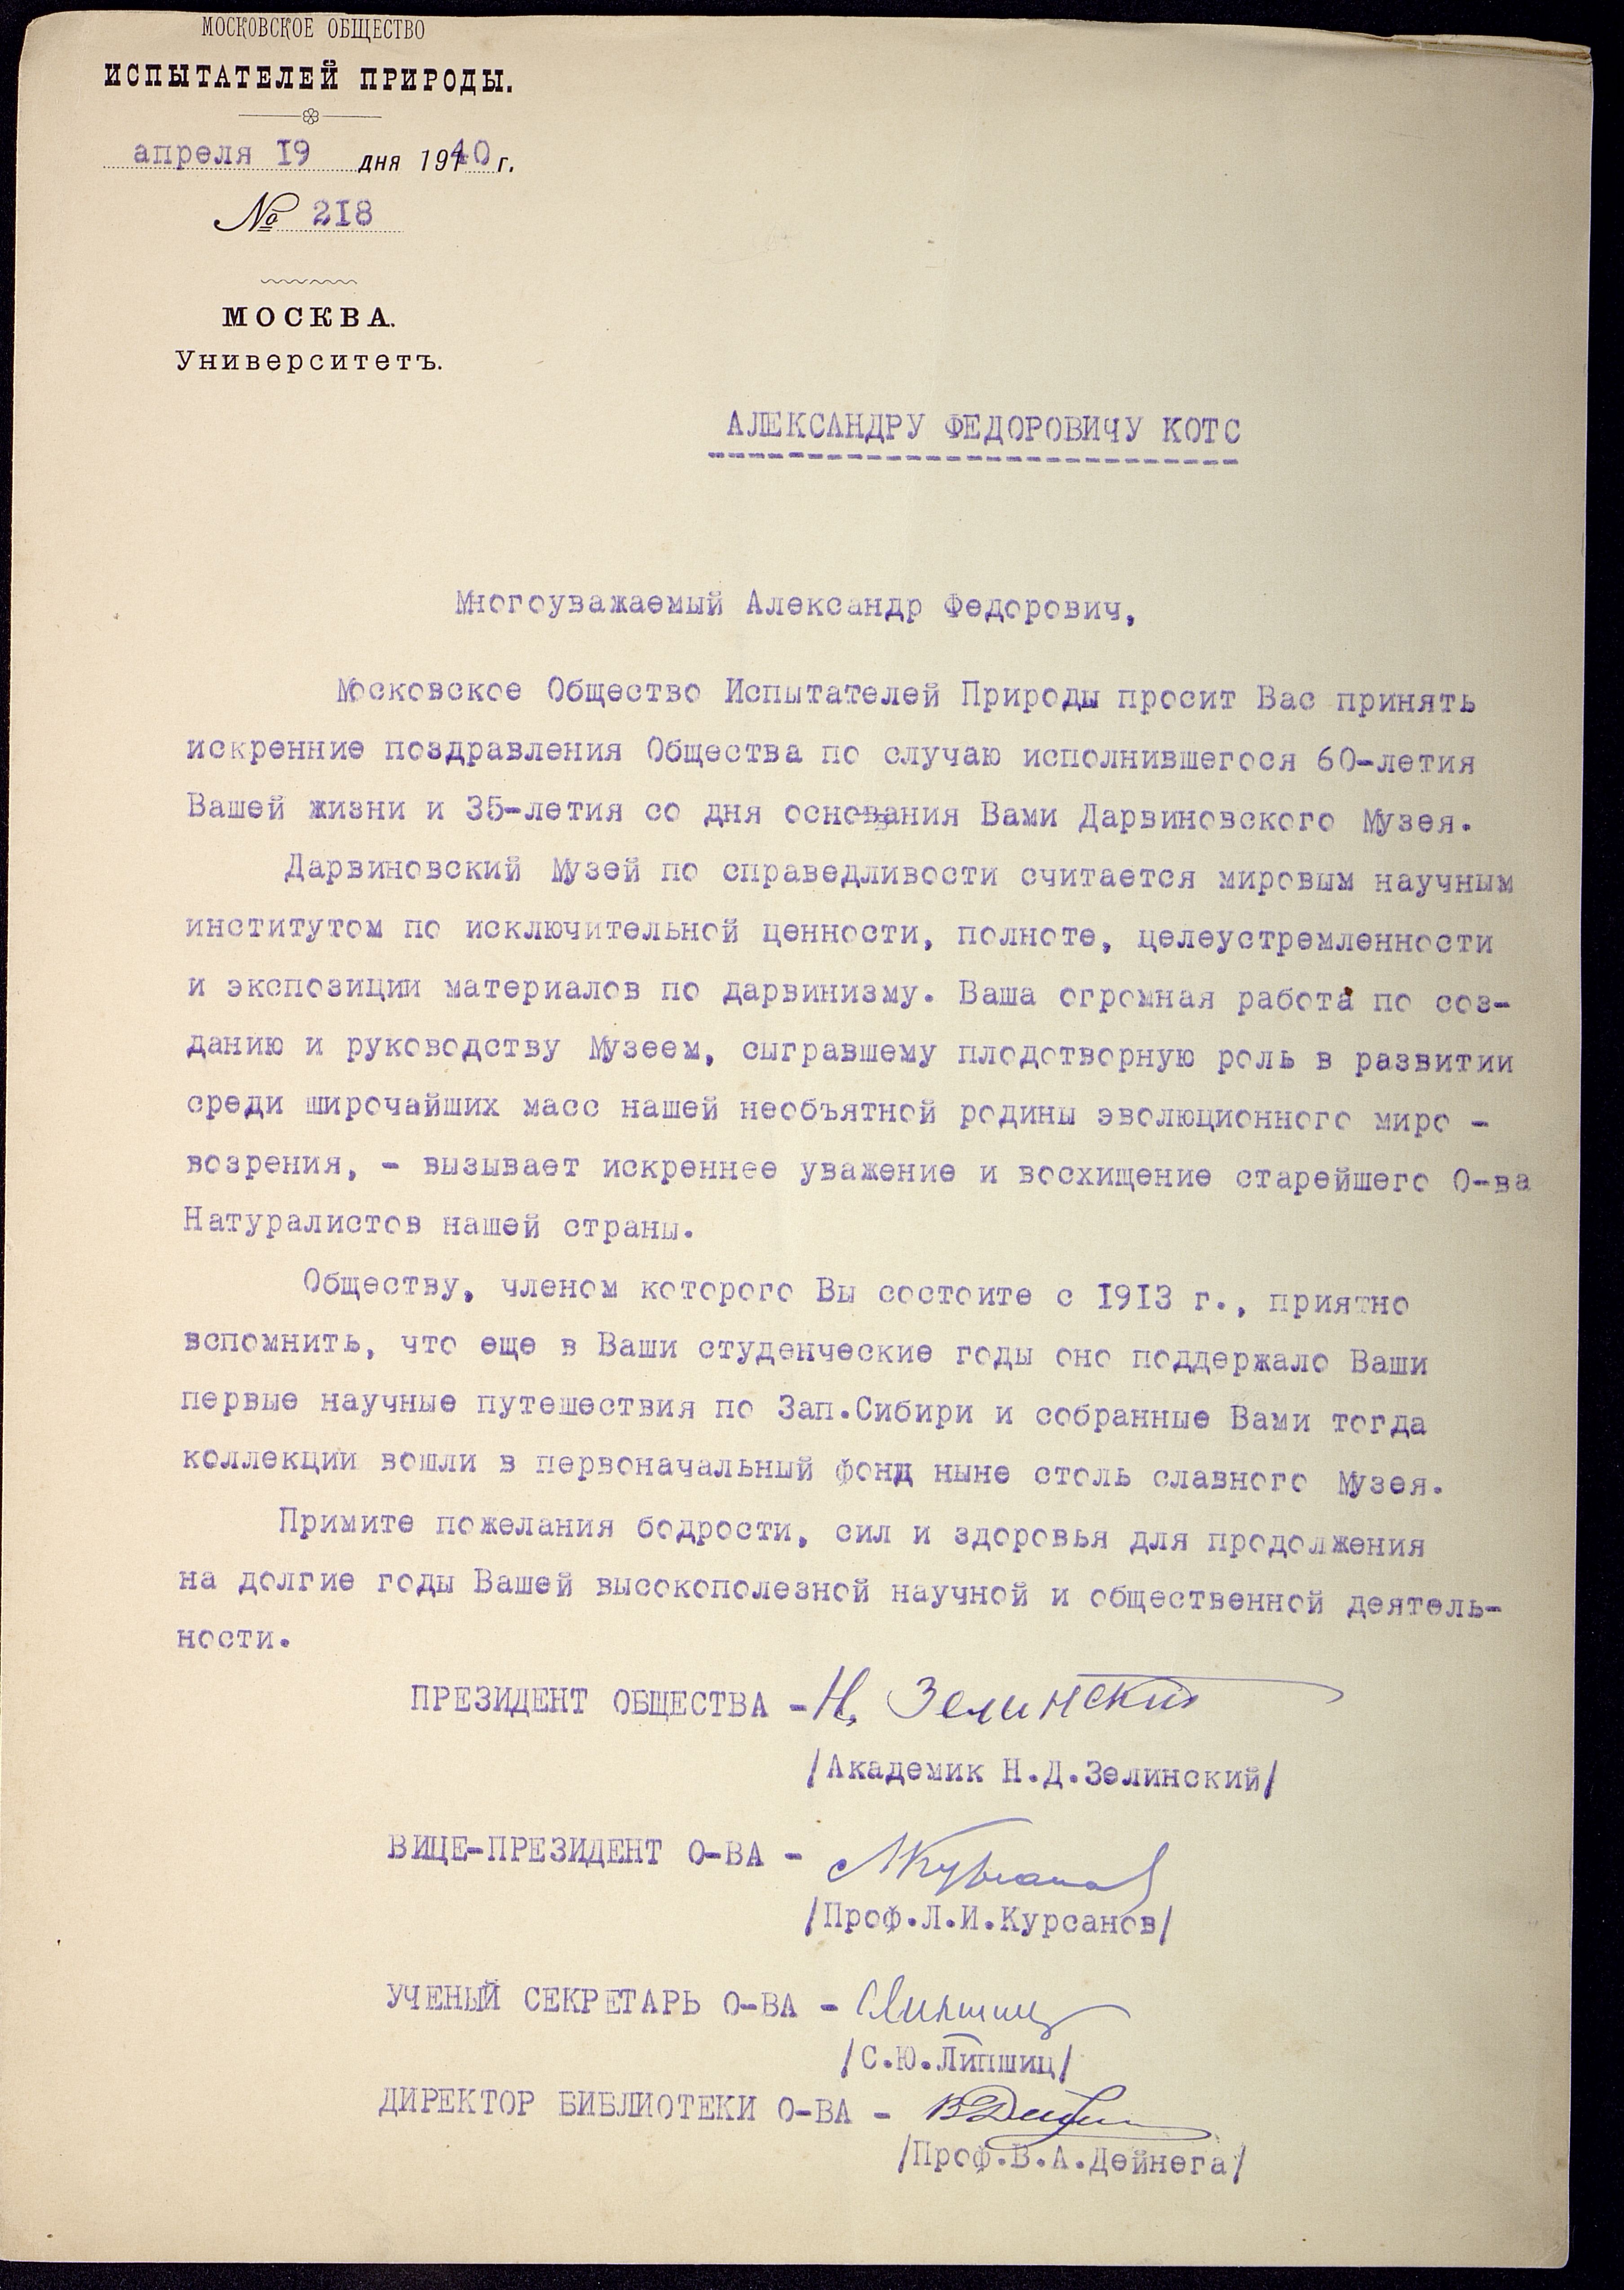 МОСКОВСКОЕ ОБЩЕСТВО
ИСПЫТАТЕЛЕЙ ПРИРОДЫ.
апреля 19 дня 1940 г.
№ 218
МОСКВА.
Университетъ.
АЛЕКСАНДРУ ФЕДОРОВИЧУ КОТС
Многоуважаемый Александр Федорович,
Московское Общество Испытателей Природы просит Вас принять
искренние поздравления Общества по случаю исполнившегося 60-летия
Вашей жизни и 35-летия со дня основания Вами Дарвиновского Музея.
Дарвиновский Музей по справедливости считается мировым научным
институтом по исключительной ценности, полноте, целеустремленности
и экспозиции материалов по дарвинизму. Ваша огромная работа по соз-
данию и руководству Музеем, сыгравшему плодотворную роль в развитии
среди широчайших масс нашей необъятной родины эволюционного миро -
возрения, - вызывает искреннее уважение и восхищение старейшего О-ва
Натуралистов нашей страны.
Обществу, членом которого Вы состоите с 1913 г., приятно
вспомнить, что еще в Ваши студенческие годы оно поддержало Ваши
первые научные путешествия по Зап.Сибири и собранные Вами тогда
коллекции вошли в первоначальный фонд ныне столь славного Музея.
Примите пожелания бодрости, сил и здоровья для продолжения
на долгие годы Вашей высокополезной научной и общественной деятель-
ности.
ПРЕЗИДЕНТ ОБЩЕСТВА - Н. Зелинский
/Академик Н.Д.Зелинский/
ВИЦЕ-ПРЕЗИДЕНТ О-ВА - ЛКурсанов
/Проф.Л.И.Курсанов/
УЧЕНЫЙ СЕКРЕТАРЬ О-ВА - СЛипшиц
/С.Ю.Липшиц/
ДИРЕКТОР БИБЛИОТЕКИ О-ВА -
/Проф.В.А.Дейнега/